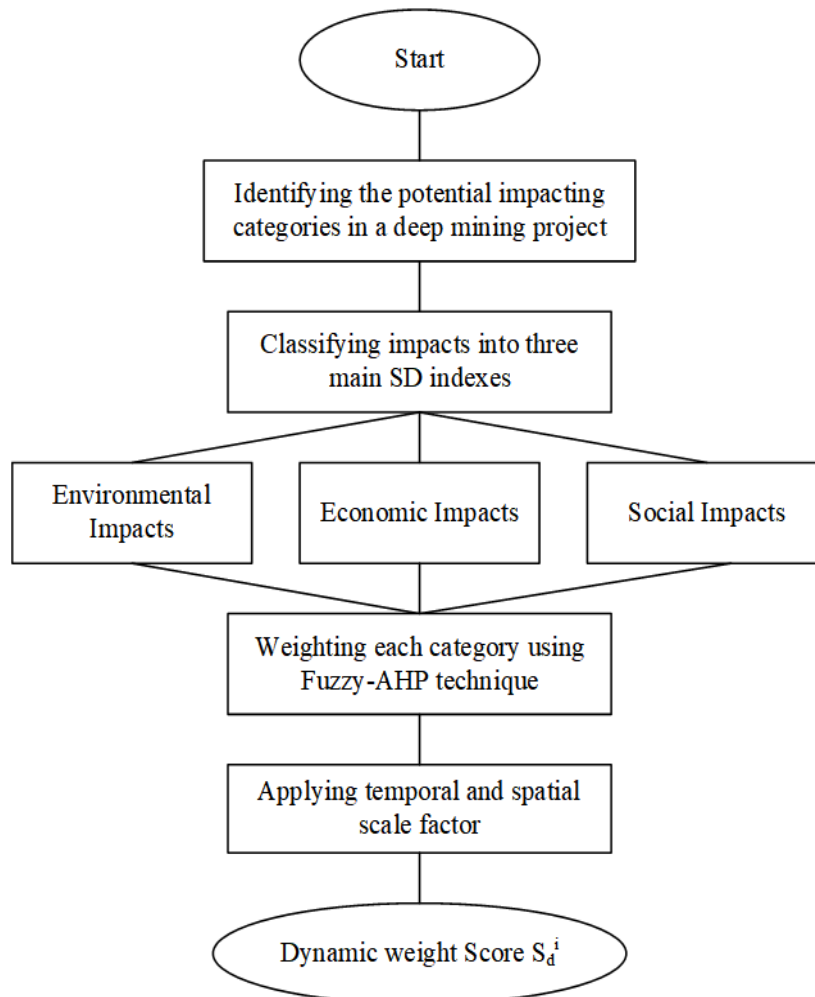 Start
Identifying the potential impacting
categories in a deep mining project
Classifying impacts into three
main SD indexes
Environmental
Impacts
Economic Impacts
Social Impacts
Weighting each category using
Fuzzy-AHP technique
Applying temporal and spatial
scale factor
Dynamic weight Score S_d^i